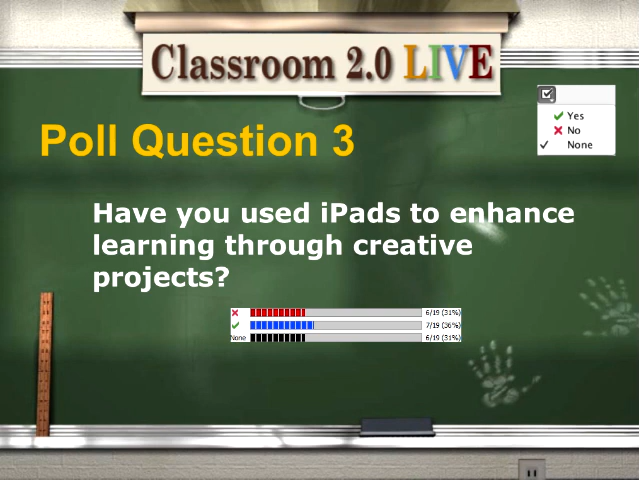 Classroom 2.0 LIVE
Poll Question 3
Yes
No
None
Have you used iPads to enhance
learning through creative
projects?
6/19 (31%)
7/19 (36%)
None 6/19 (31%)